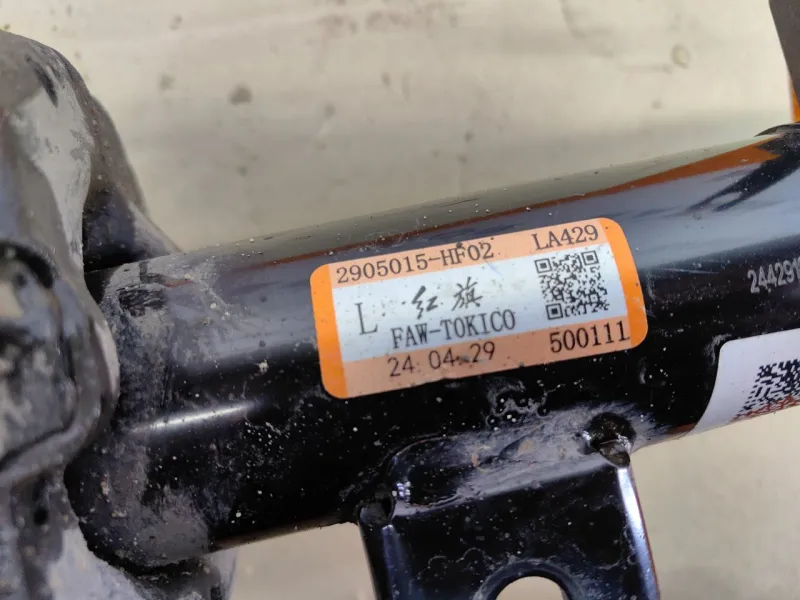 2905015-HF02 LA429
L 红旗
FAW-TOKICO
24.04.29 500111